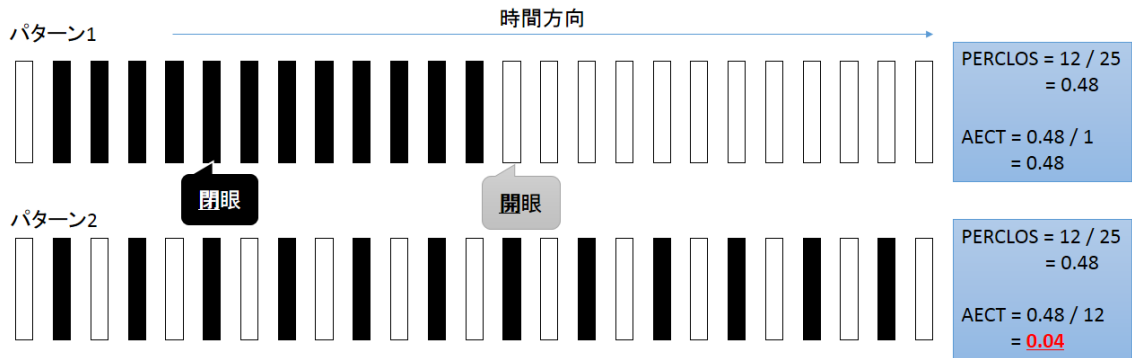 時間方向
パターン1
PERCLOS = 12 / 25
= 0.48
AECT = 0.48 / 1
= 0.48
閉眼
開眼
パターン2
PERCLOS = 12 / 25
= 0.48
AECT = 0.48 / 12
= 0.04